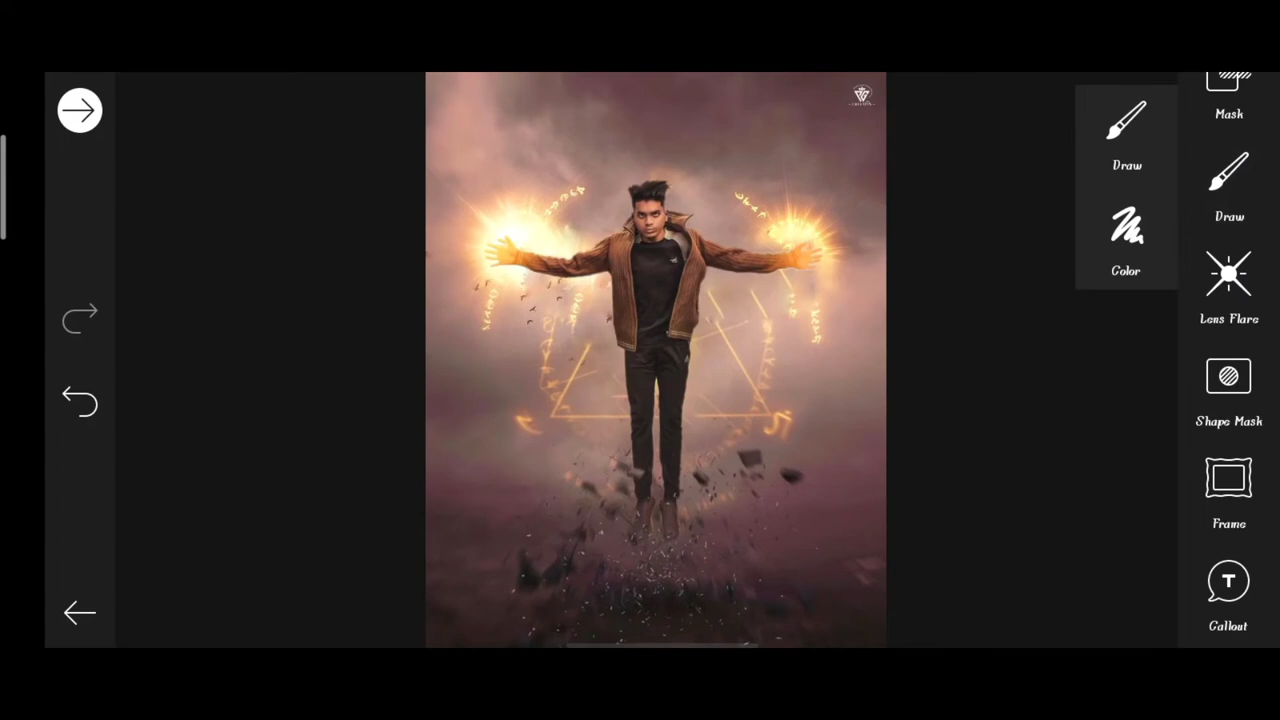 Mask
Draw
Draw
Color
Lens Flare
Shape Mask
Frame
T
Callout